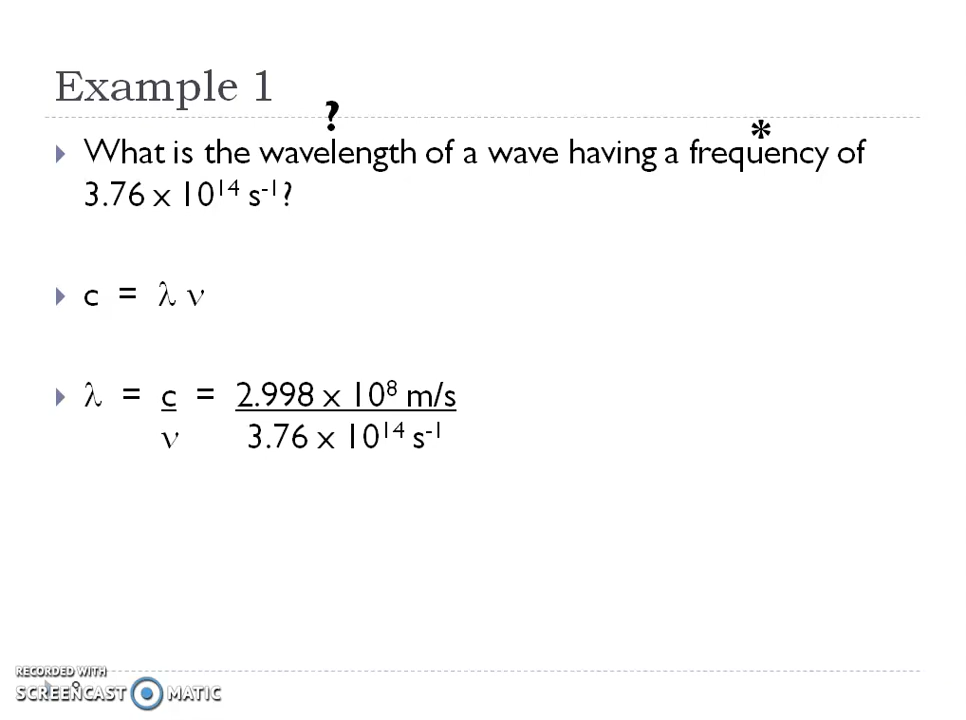 Example 1
?
*
What is the wavelength of a wave having a frequency of
3.76 x 10¹⁴ s⁻¹?
c = λ ν
λ = c = 2.998 x 10⁸ m/s
ν 3.76 x 10¹⁴ s⁻¹
RECORDED WITH
SCREENCAST MATIC